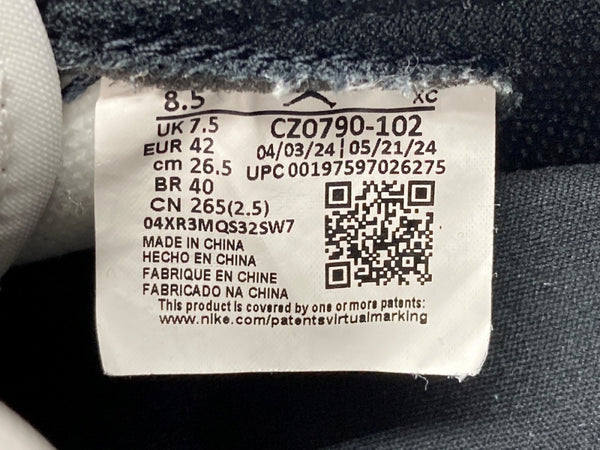 8.5 XC
UK 7.5 CZ0790-102
EUR 42 04/03/24 | 05/21/24
cm 26.5 UPC 00197597026275
BR 40
CN 265(2.5)
04XR3MQS32SW7
MADE IN CHINA
HECHO EN CHINA
FABRIQUE EN CHINE
FABRICADO NA CHINA
This product is covered by one or more patents:
www.nike.com/patentsvirtualmarking